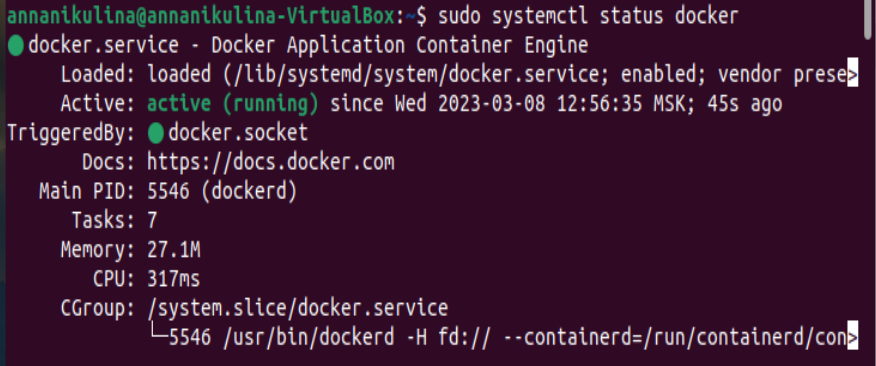 annanikulina@annanikulina-VirtualBox:~$ sudo systemctl status docker
● docker.service - Docker Application Container Engine
Loaded: loaded (/lib/systemd/system/docker.service; enabled; vendor prese>
Active: active (running) since Wed 2023-03-08 12:56:35 MSK; 45s ago
TriggeredBy: ● docker.socket
Docs: https://docs.docker.com
Main PID: 5546 (dockerd)
Tasks: 7
Memory: 27.1M
CPU: 317ms
CGroup: /system.slice/docker.service
└─5546 /usr/bin/dockerd -H fd:// --containerd=/run/containerd/con>